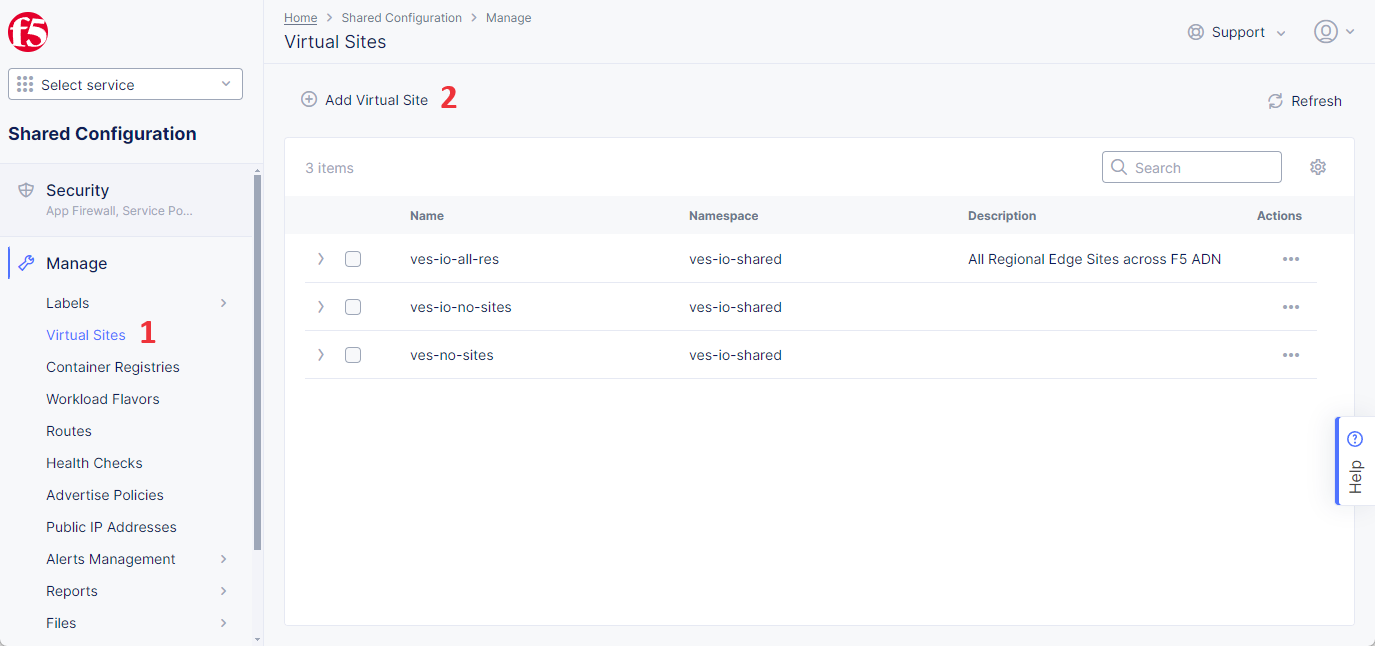 f5
Select service
Shared Configuration
Security
App Firewall, Service Po...
Manage
Labels
Virtual Sites 1
Container Registries
Workload Flavors
Routes
Health Checks
Advertise Policies
Public IP Addresses
Alerts Management
Reports
Files
Home > Shared Configuration > Manage
Virtual Sites
Support
Add Virtual Site 2
Refresh
3 items
Search
Name Namespace Description Actions
ves-io-all-res ves-io-shared All Regional Edge Sites across F5 ADN
ves-io-no-sites ves-io-shared
ves-no-sites ves-io-shared
Help